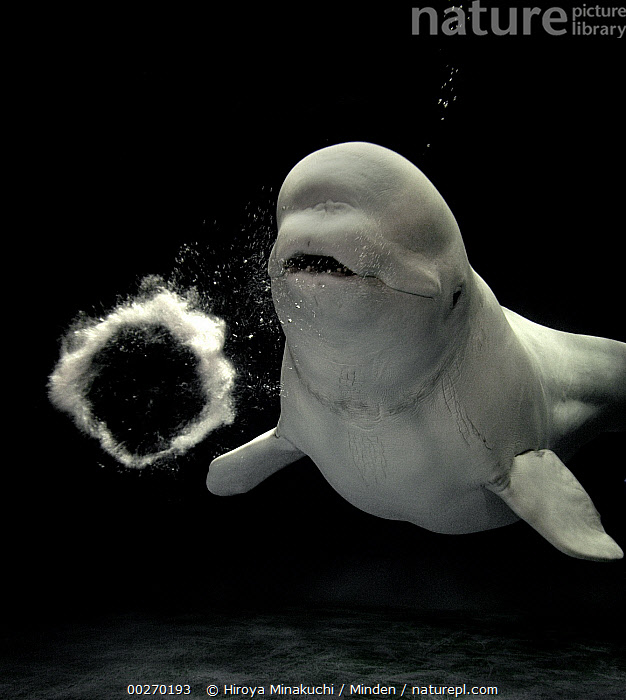 nature picture library
00270193 © Hiroya Minakuchi / Minden / naturepl.com